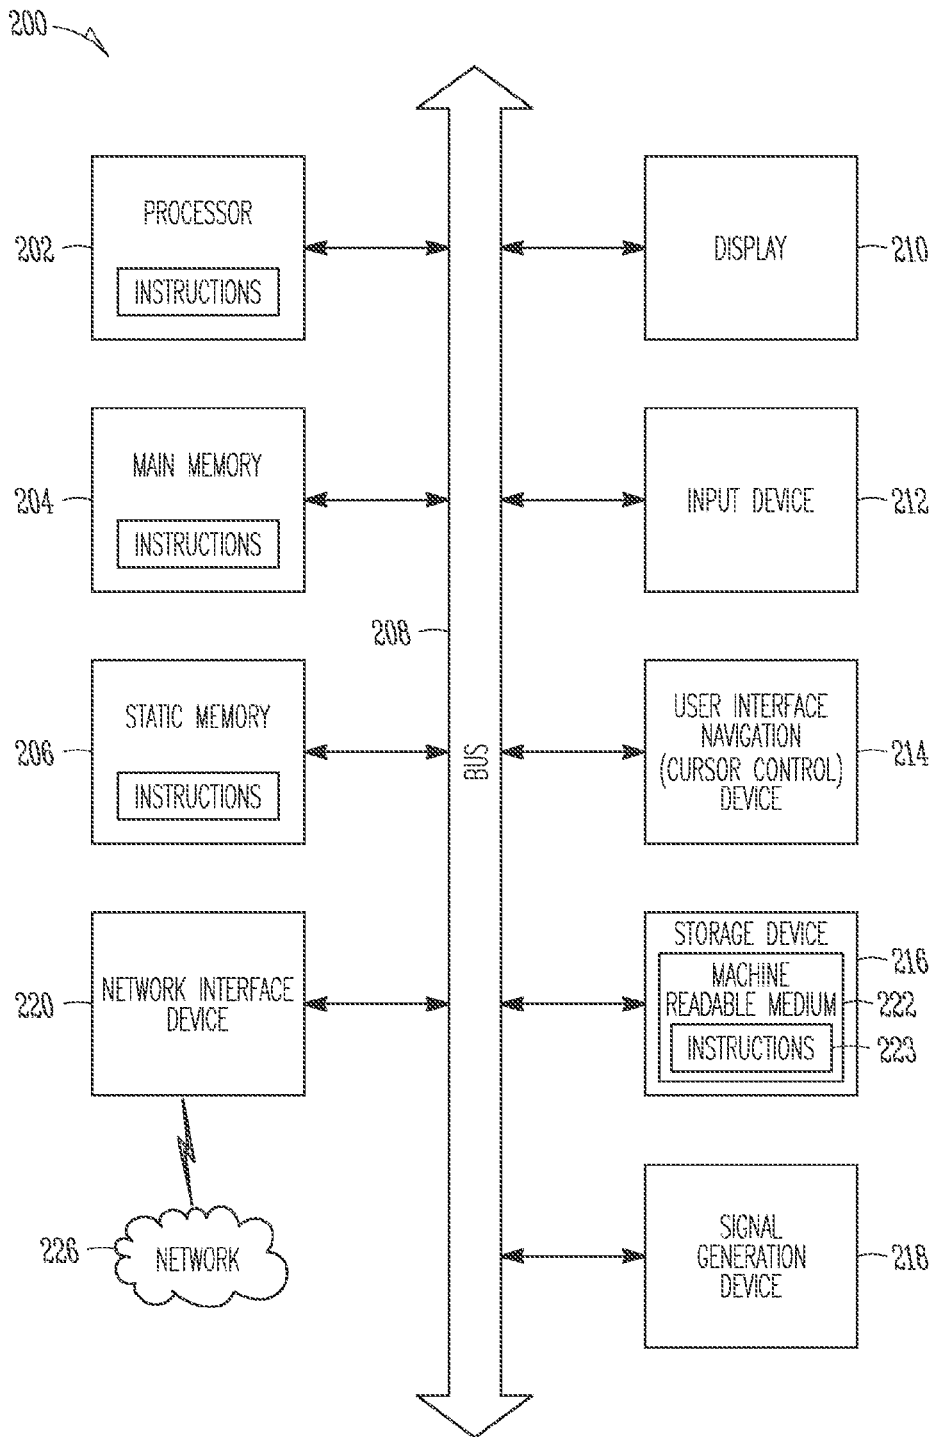 200
PROCESSOR
202
INSTRUCTIONS
DISPLAY
210
MAIN MEMORY
204
INSTRUCTIONS
INPUT DEVICE
212
208
STATIC MEMORY
206
INSTRUCTIONS
BUS
USER INTERFACE
NAVIGATION
(CURSOR CONTROL)
DEVICE
214
NETWORK INTERFACE
DEVICE
220
STORAGE DEVICE
216
MACHINE
READABLE MEDIUM
222
INSTRUCTIONS
223
226
NETWORK
SIGNAL
GENERATION
DEVICE
218